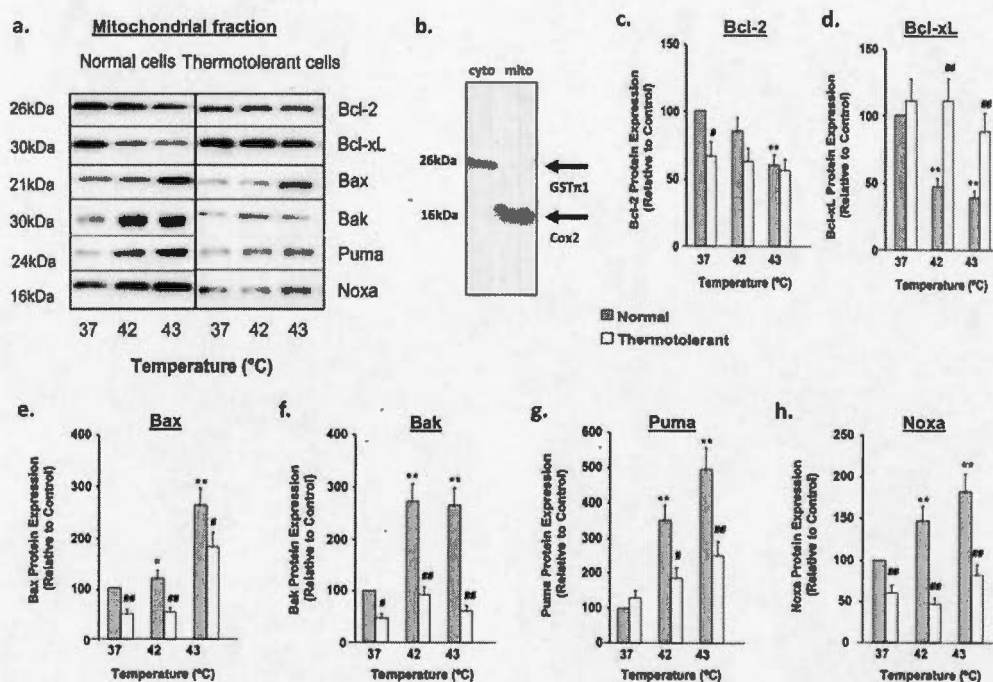 a. Mitochondrial fraction
Normal cells Thermotolerant cells
26kDa Bcl-2
30kDa Bcl-xL
21kDa Bax
30kDa Bak
24kDa Puma
16kDa Noxa
37 42 43 37 42 43
Temperature (°C)
b.
cyto mito
26kDa
GSTπ1
16kDa
Cox2
c. Bcl-2
Bcl-2 Protein Expression
(Relative to Control)
150
100
50
0
#
**
37 42 43
Temperature (°C)
d. Bcl-xL
Bcl-xL Protein Expression
(Relative to Control)
150
100
50
0
** ## ** ##
37 42 43
Temperature (°C)
Normal
Thermotolerant
e. Bax
Bax Protein Expression
(Relative to Control)
400
300
200
100
0
## ## ** #
37 42 43
Temperature (°C)
f. Bak
Bak Protein Expression
(Relative to Control)
400
300
200
100
0
# ** ## ** ##
37 42 43
Temperature (°C)
g. Puma
Puma Protein Expression
(Relative to Control)
600
500
400
300
200
100
0
** # ** ##
37 42 43
Temperature (°C)
h. Noxa
Noxa Protein Expression
(Relative to Control)
250
200
150
100
50
0
## ** ## ** ##
37 42 43
Temperature (°C)